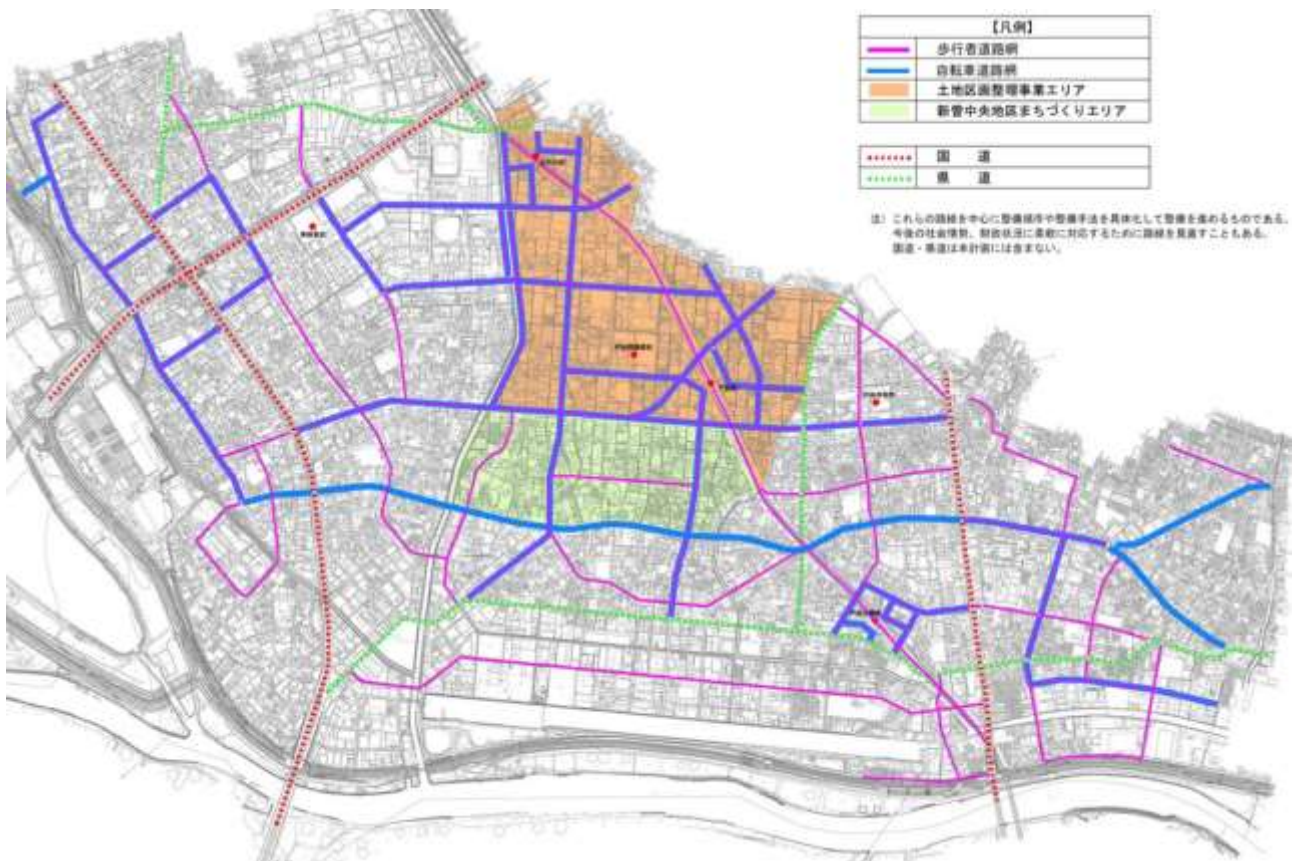 【凡例】
歩行者道路網
自転車道路網
土地区画整理事業エリア
新曽中央地区まちづくりエリア
国　道
県　道
注）これらの路線を中心に整備順序や整備手法を具体化して整備を進めるものである。
今後の社会情勢、財政状況に柔軟に対応するために路線を見直すこともある。
国道・県道は本計画には含まない。